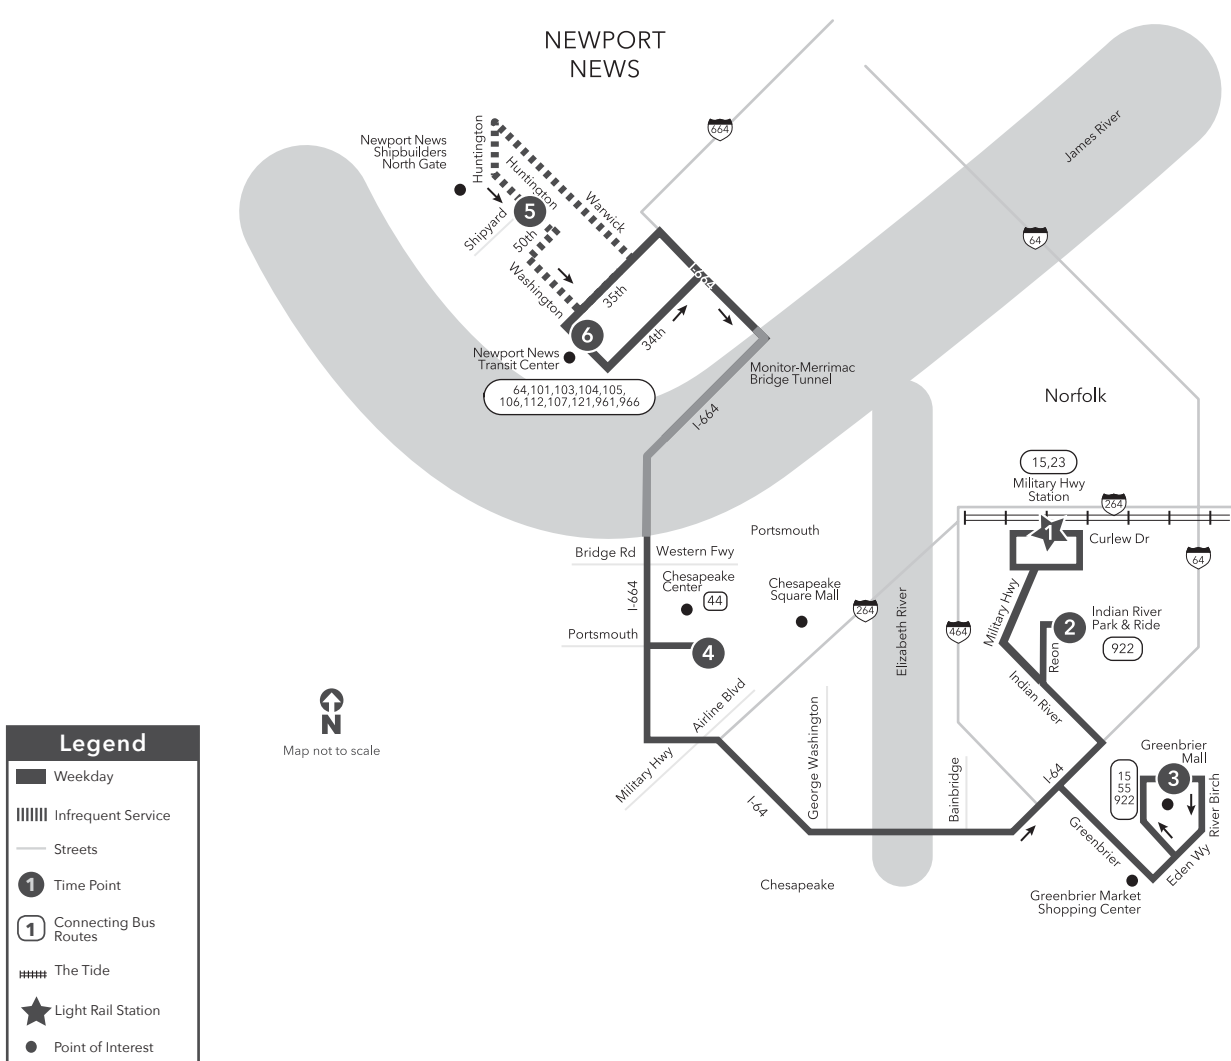 NEWPORT
NEWS
664
James River
Newport News
Shipbuilders
North Gate
Huntington
Huntington
Warwick
5
Shipyard
50th
64
Washington
I-664
35th
6
34th
Newport News
Transit Center
Monitor-Merrimac
Bridge Tunnel
64,101,103,104,105,
106,112,107,121,961,966
I-664
Norfolk
15,23
Military Hwy
Station
264
1
Curlew Dr
Portsmouth
Bridge Rd
Western Fwy
64
Chesapeake
Center
44
Chesapeake
Square Mall
I-664
264
Elizabeth River
464
Military Hwy
2
Indian River
Park & Ride
922
Reon
Portsmouth
4
Indian River
Airline Blvd
George Washington
N
Map not to scale
Military Hwy
I-64
Bainbridge
I-64
Greenbrier
Mall
3
15
55
922
River Birch
Greenbrier
Eden Wy
Chesapeake
Greenbrier Market
Shopping Center
Legend
Weekday
Infrequent Service
Streets
1
Time Point
1
Connecting Bus
Routes
The Tide
Light Rail Station
Point of Interest